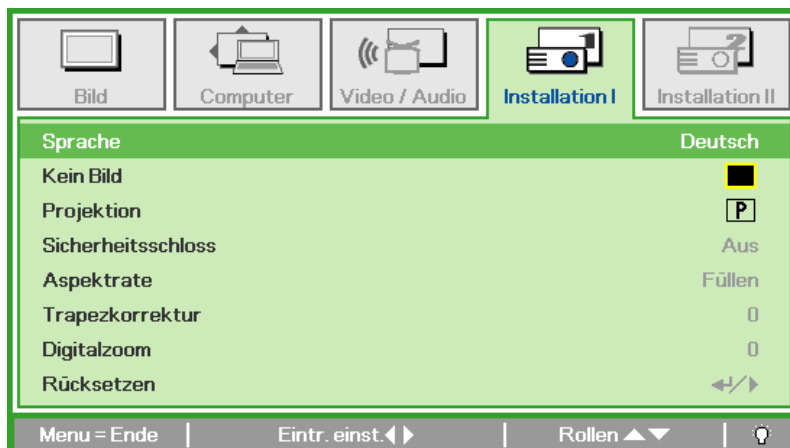 Bild
Computer
Video / Audio
Installation I
Installation II
Sprache Deutsch
Kein Bild
Projektion P
Sicherheitsschloss Aus
Aspektrate Füllen
Trapezkorrektur 0
Digitalzoom 0
Rücksetzen ↵/▶
Menu = Ende | Eintr. einst.◀▶ | Rollen ▲▼ |